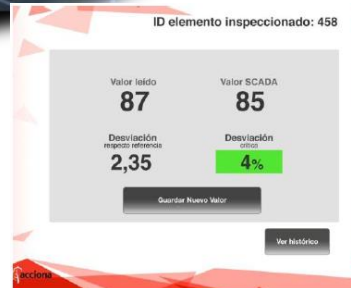 ID elemento inspeccionado: 458
Valor leído Valor SCADA
87 85
Desviación Desviación
respecto referencia crítica
2,35 4%
Guardar Nuevo Valor
Ver histórico
acciona